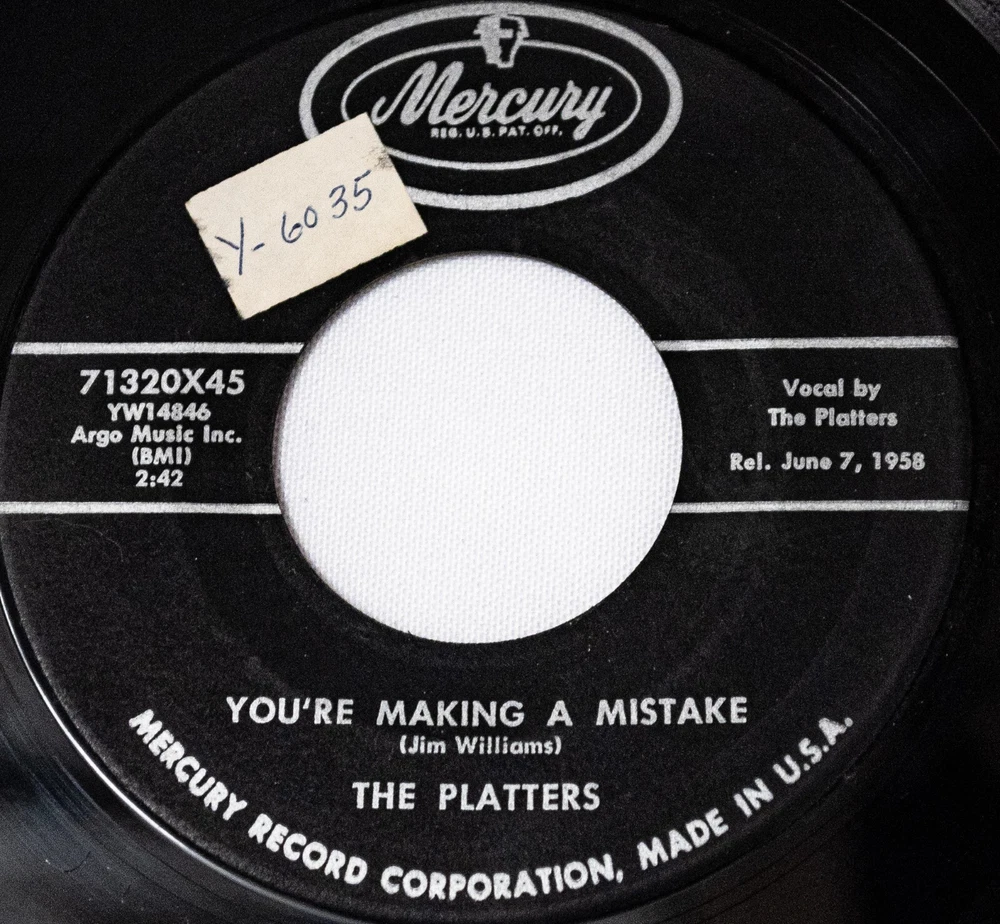 Mercury
REG. U.S. PAT. OFF.
Y-6035
71320X45
YW14846
Argo Music Inc.
(BMI)
2:42
Vocal by
The Platters
Rel. June 7, 1958
YOU'RE MAKING A MISTAKE
(Jim Williams)
THE PLATTERS
MERCURY RECORD CORPORATION, MADE IN U.S.A.